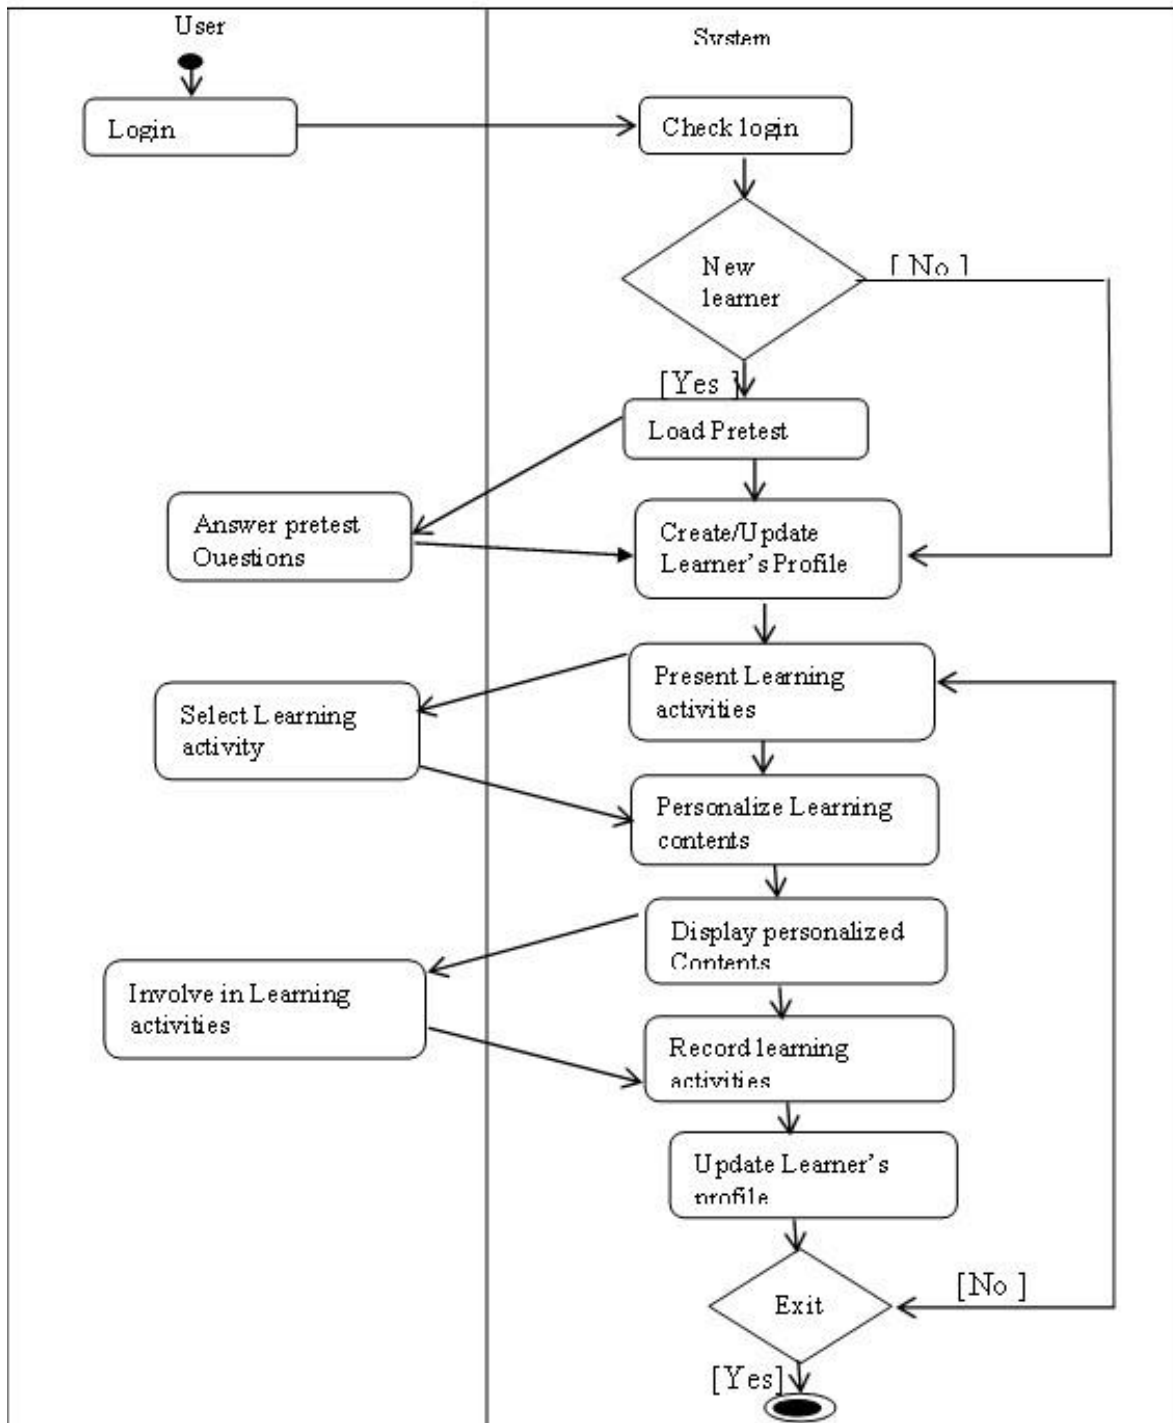 User
System
Login
Check login
New
learner
[ No ]
[Yes ]
Load Pretest
Answer pretest
Questions
Create/Update
Learner’s Profile
Present Learning
activities
Select Learning
activity
Personalize Learning
contents
Display personalized
Contents
Involve in Learning
activities
Record learning
activities
Update Learner’s
profile
Exit
[No ]
[Yes]